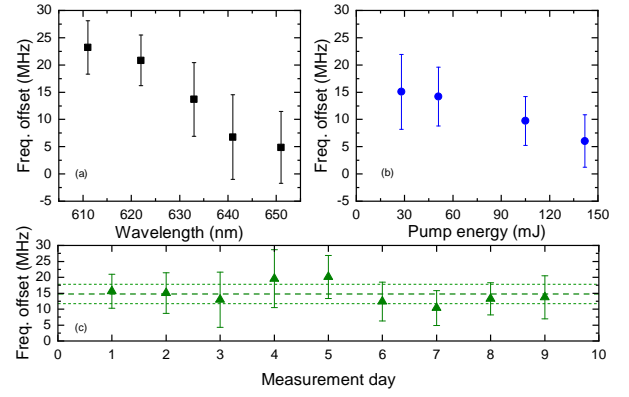 30
25
20
15
10
5
0
-5
Freq. offset (MHz)
(a)
610 620 630 640 650
Wavelength (nm)
30
25
20
15
10
5
0
-5
Freq. offset (MHz)
(b)
0 30 60 90 120 150
Pump energy (mJ)
30
25
20
15
10
5
0
Freq. offset (MHz)
(c)
0 1 2 3 4 5 6 7 8 9 10
Measurement day